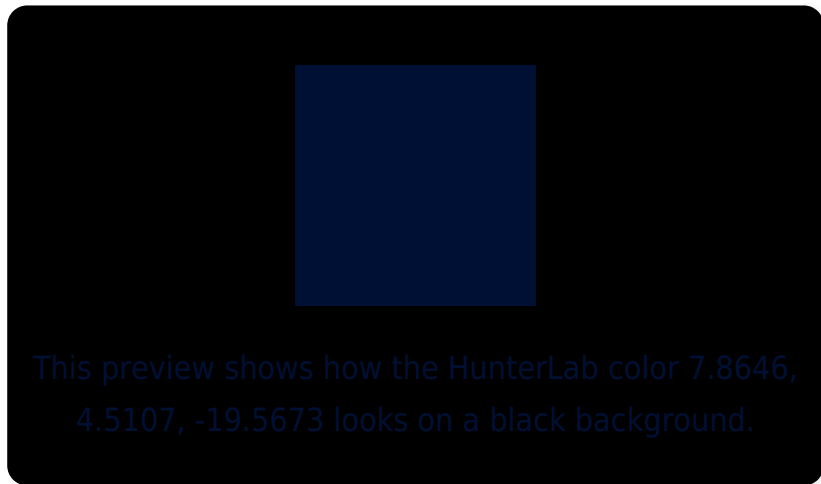 This preview shows how the HunterLab color 7.8646,
4.5107, -19.5673 looks on a black background.